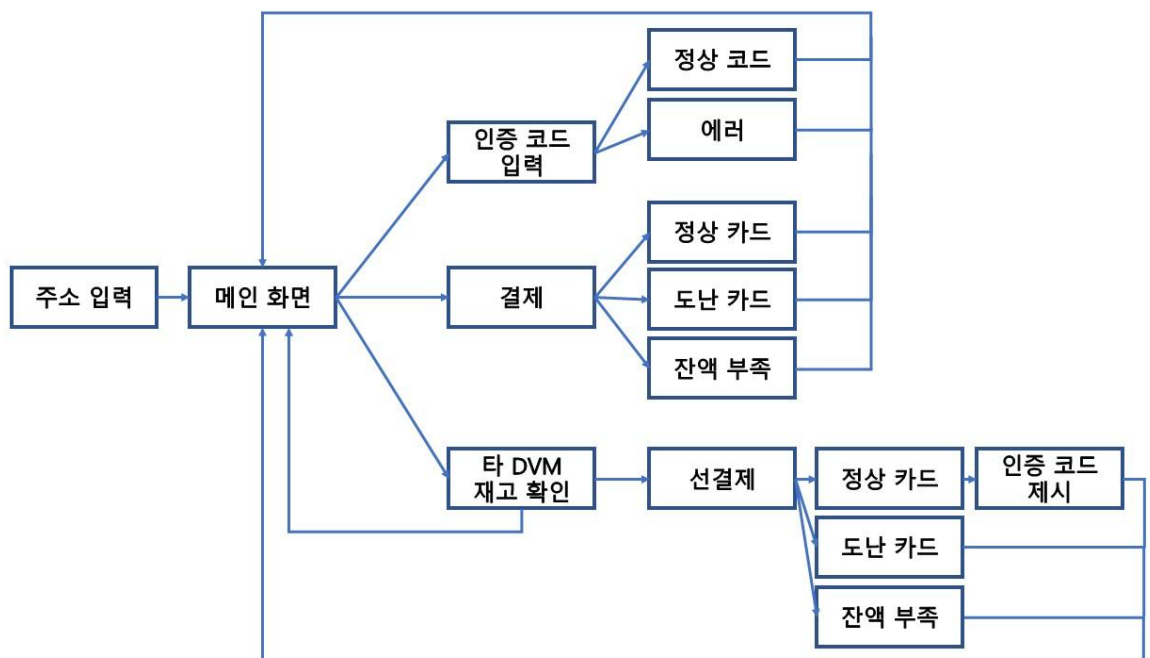 정상 코드
에러
인증 코드
입력
정상 카드
주소 입력
메인 화면
결제
도난 카드
잔액 부족
타 DVM
재고 확인
선결제
정상 카드
인증 코드
제시
도난 카드
잔액 부족